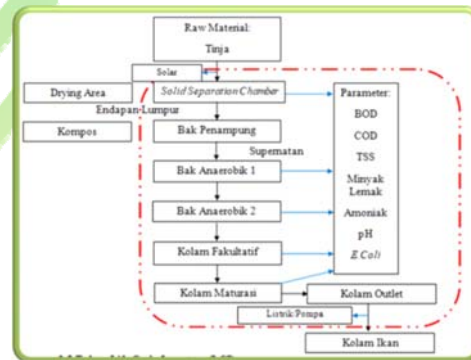 Raw Material:
Tinja
Solar
Drying Area
Solid Separation Chamber
Endapan Lumpur
Kompos
Bak Penampung
Supernatan
Bak Anaerobik 1
Bak Anaerobik 2
Kolam Fakultatif
Kolam Maturasi
Parameter:
BOD
COD
TSS
Minyak
Lemak
Amoniak
pH
E.Coli
Kolam Outlet
Listrik/Pompa
Kolam Ikan